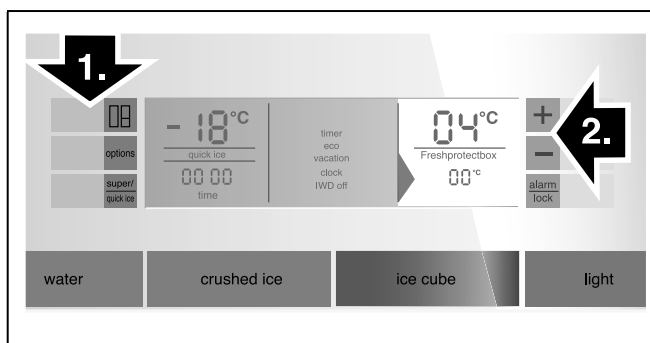 1.
2.
options
super/
quick ice
- 18°C
quick ice
00 00
time
timer
eco
vacation
clock
IWD off
04°C
Freshprotectbox
00°C
+
-
alarm
lock
water
crushed ice
ice cube
light